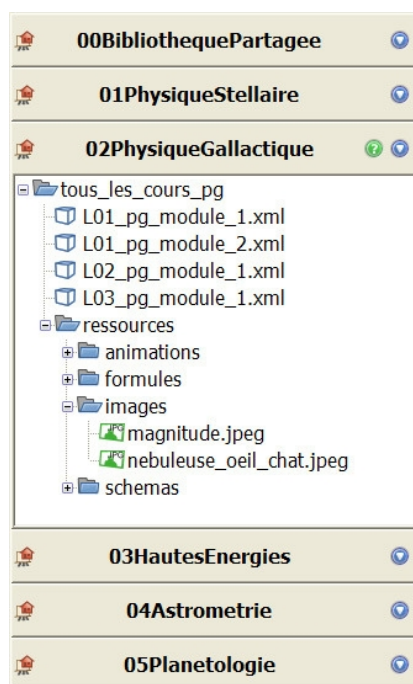 00BibliothequePartagee
01PhysiqueStellaire
02PhysiqueGallactique
tous_les_cours_pg
L01_pg_module_1.xml
L01_pg_module_2.xml
L02_pg_module_1.xml
L03_pg_module_1.xml
ressources
animations
formules
images
magnitude.jpeg
nebuleuse_oeil_chat.jpeg
schemas
03HautesEnergies
04Astrometrie
05Planetologie